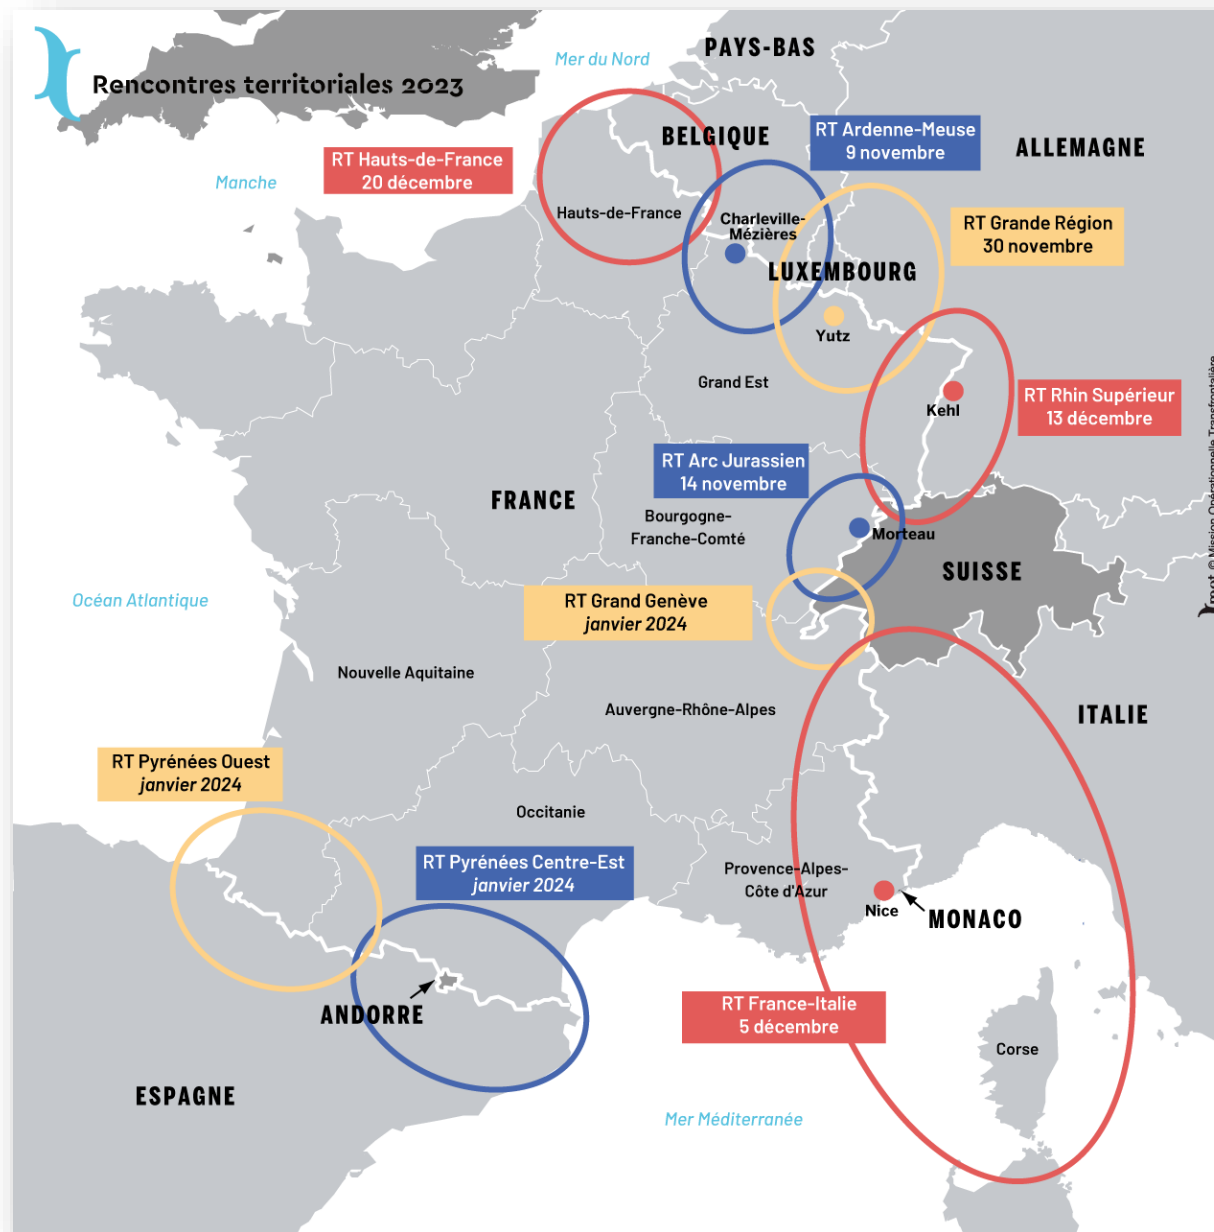 Rencontres territoriales 2023
Mer du Nord
PAYS-BAS
BELGIQUE
RT Ardenne-Meuse
9 novembre
ALLEMAGNE
RT Hauts-de-France
20 décembre
Manche
Hauts-de-France
Charleville-
Mézières
RT Grande Région
30 novembre
LUXEMBOURG
Yutz
Grand Est
Kehl
RT Rhin Supérieur
13 décembre
RT Arc Jurassien
14 novembre
FRANCE
Bourgogne-
Franche-Comté
Morteau
SUISSE
Océan Atlantique
RT Grand Genève
janvier 2024
Nouvelle Aquitaine
Auvergne-Rhône-Alpes
ITALIE
RT Pyrénées Ouest
janvier 2024
Occitanie
RT Pyrénées Centre-Est
janvier 2024
Provence-Alpes-
Côte d'Azur
Nice
MONACO
ANDORRE
RT France-Italie
5 décembre
Corse
ESPAGNE
Mer Méditerranée
© Mission Opérationnelle Transfrontalière